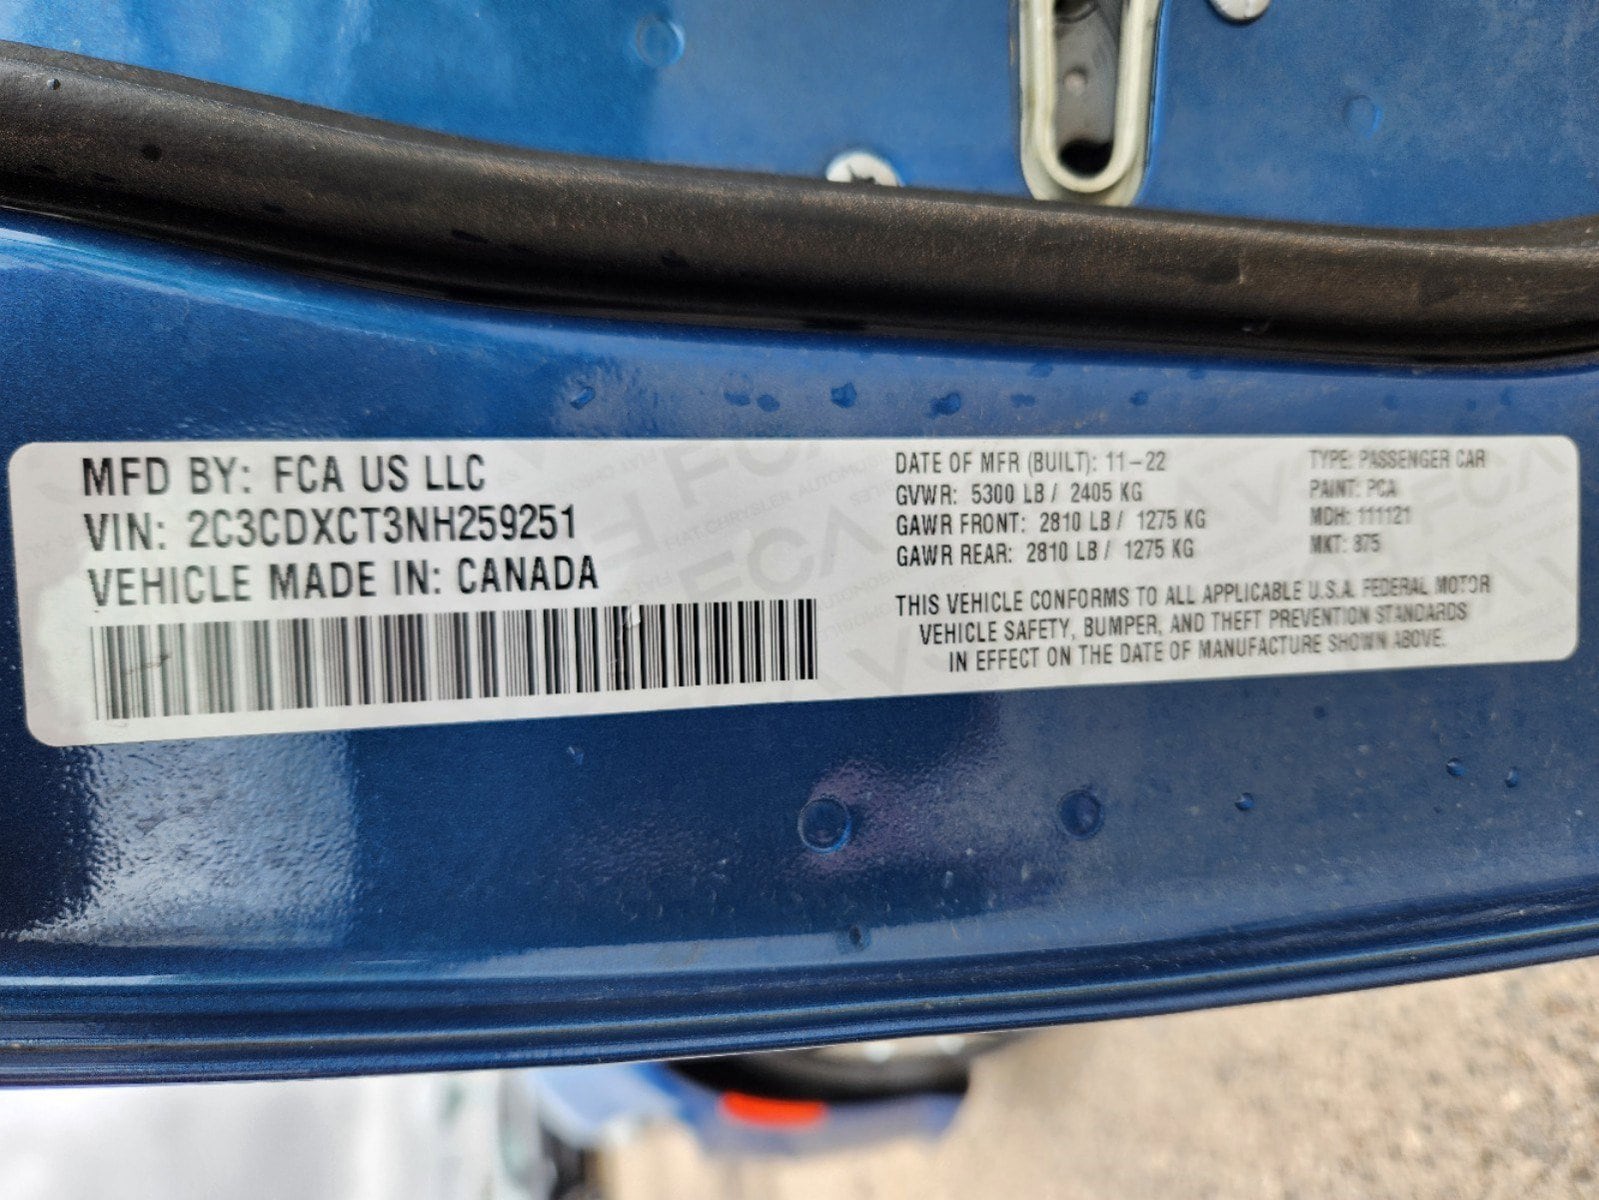 MFD BY: FCA US LLC
VIN: 2C3CDXCT3NH259251
VEHICLE MADE IN: CANADA
DATE OF MFR (BUILT): 11-22
GVWR: 5300 LB / 2405 KG
GAWR FRONT: 2810 LB / 1275 KG
GAWR REAR: 2810 LB / 1275 KG
TYPE: PASSENGER CAR
PAINT: PCA
MDH: 111121
MKT: 875
THIS VEHICLE CONFORMS TO ALL APPLICABLE U.S.A. FEDERAL MOTOR
VEHICLE SAFETY, BUMPER, AND THEFT PREVENTION STANDARDS
IN EFFECT ON THE DATE OF MANUFACTURE SHOWN ABOVE.